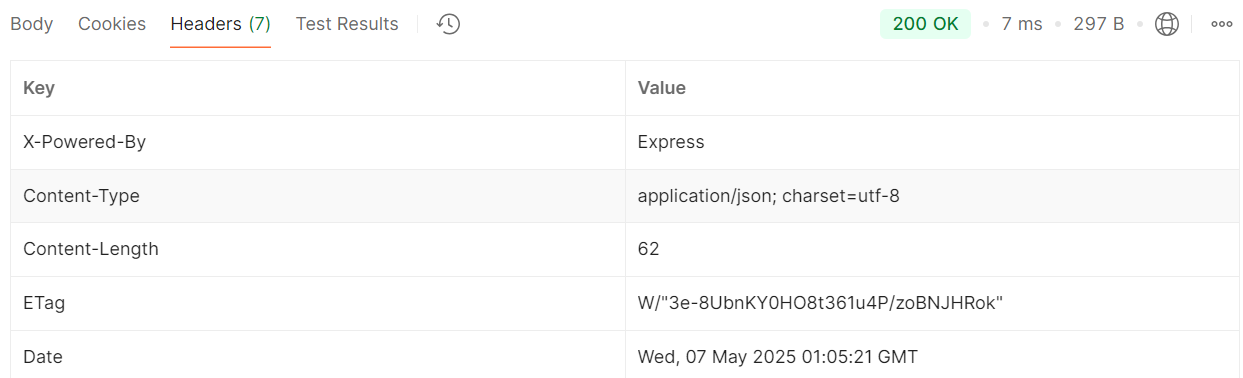 Body Cookies Headers (7) Test Results 200 OK 7 ms 297 B
Key Value
X-Powered-By Express
Content-Type application/json; charset=utf-8
Content-Length 62
ETag W/"3e-8UbnKY0HO8t361u4P/zoBNJHRok"
Date Wed, 07 May 2025 01:05:21 GMT